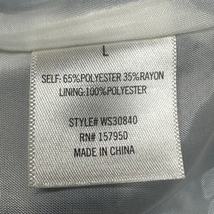 L
SELF: 65%POLYESTER 35%RAYON
LINING:100%POLYESTER
STYLE# WS30840
RN# 157950
MADE IN CHINA